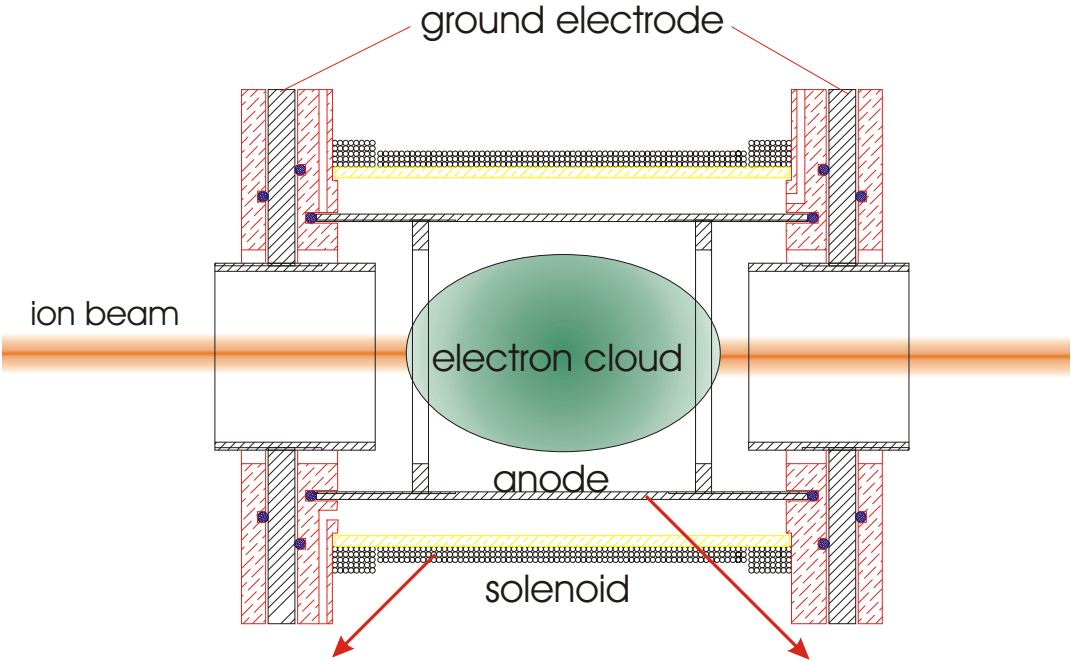 ground electrode
ion beam
electron cloud
anode
solenoid